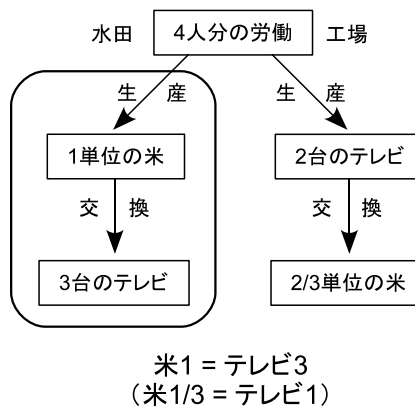 水田 4人分の労働 工場
生 産 生 産
1単位の米 2台のテレビ
交 換 交 換
3台のテレビ 2/3単位の米
米1 = テレビ3
（米1/3 = テレビ1）